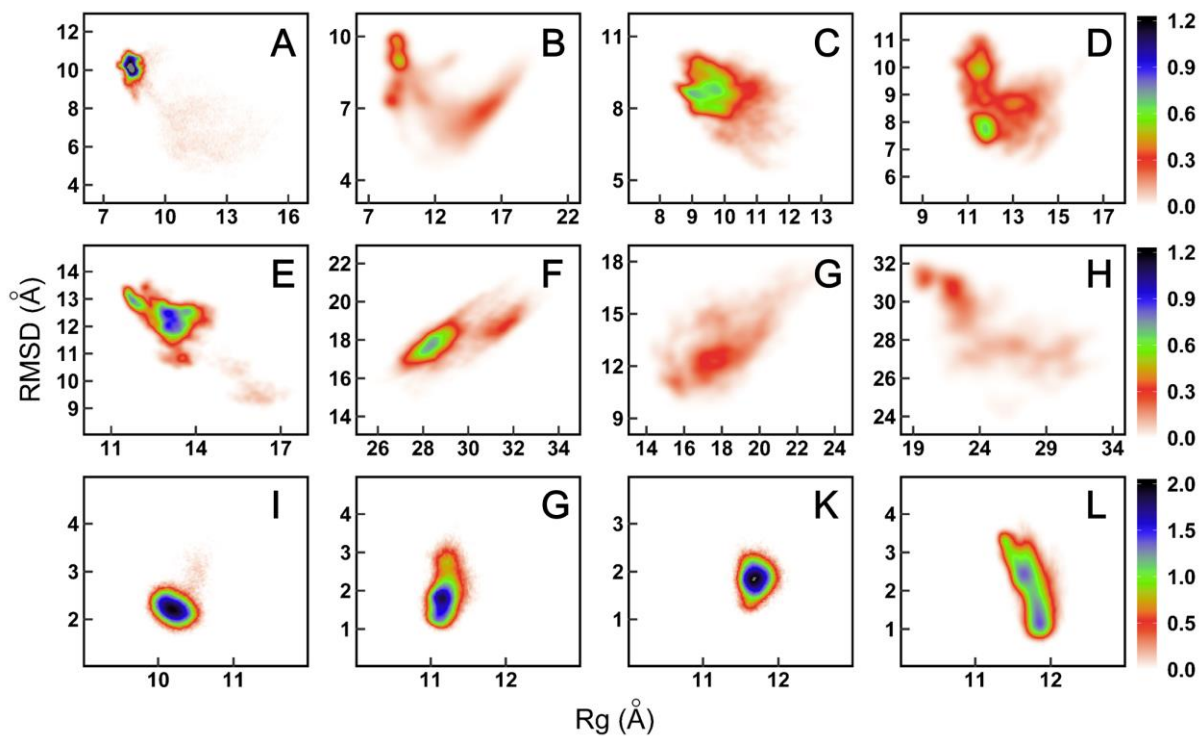 A B C D
12 11 10 9 8 7 6 5 4
10 7 4
11 8 5
11 10 9 8 7 6
1.2 0.9 0.6 0.3 0.0
7 10 13 16
7 12 17 22
8 9 10 11 12 13
9 11 13 15 17
E F G H
14 13 12 11 10 9
22 20 18 16 14
18 15 12 9
32 30 28 26 24
1.2 0.9 0.6 0.3 0.0
11 14 17
26 28 30 32 34
14 16 18 20 22 24
19 24 29 34
RMSD (Å)
I G K L
4 3 2
4 3 2 1
3 2 1
4 3 2 1
2.0 1.5 1.0 0.5 0.0
10 11
11 12
11 12
11 12
Rg (Å)